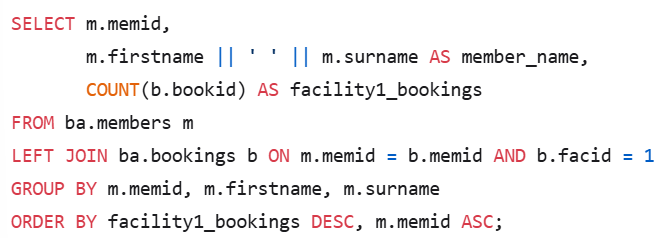 SELECT m.memid,
       m.firstname || ' ' || m.surname AS member_name,
       COUNT(b.bookid) AS facility1_bookings
FROM ba.members m
LEFT JOIN ba.bookings b ON m.memid = b.memid AND b.facid = 1
GROUP BY m.memid, m.firstname, m.surname
ORDER BY facility1_bookings DESC, m.memid ASC;